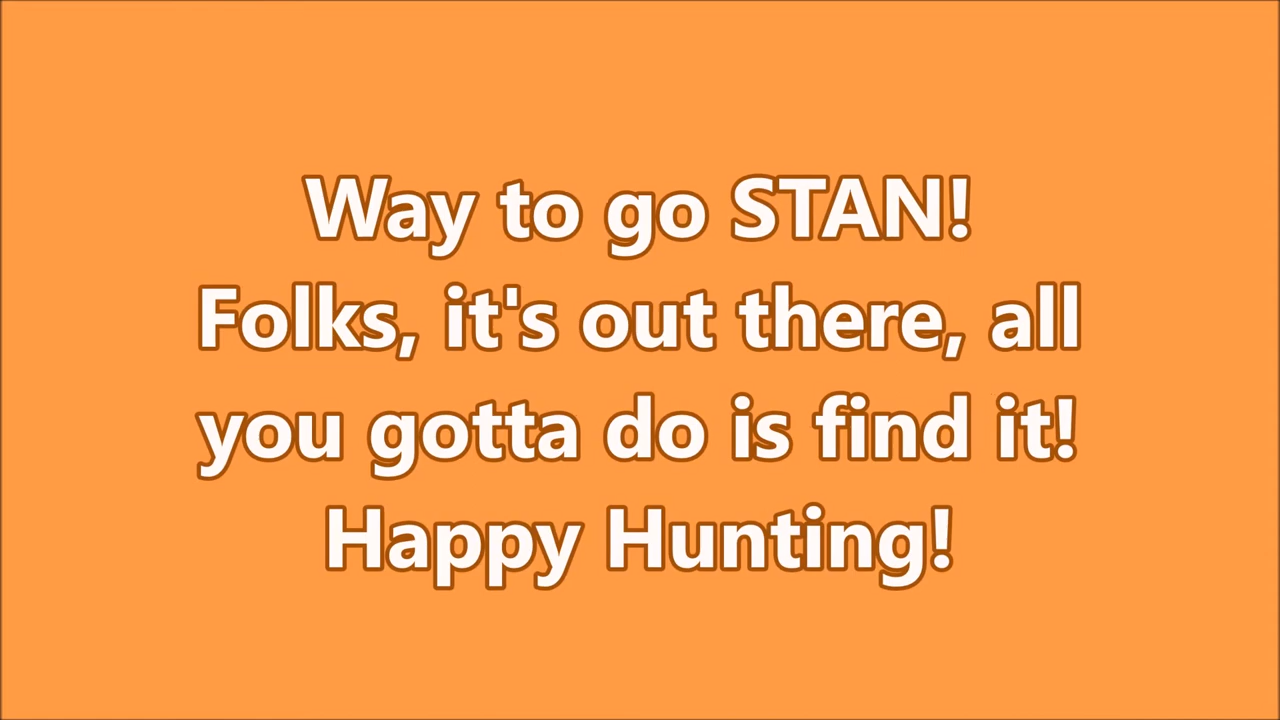 Way to go STAN!
Folks, it's out there, all
you gotta do is find it!
Happy Hunting!